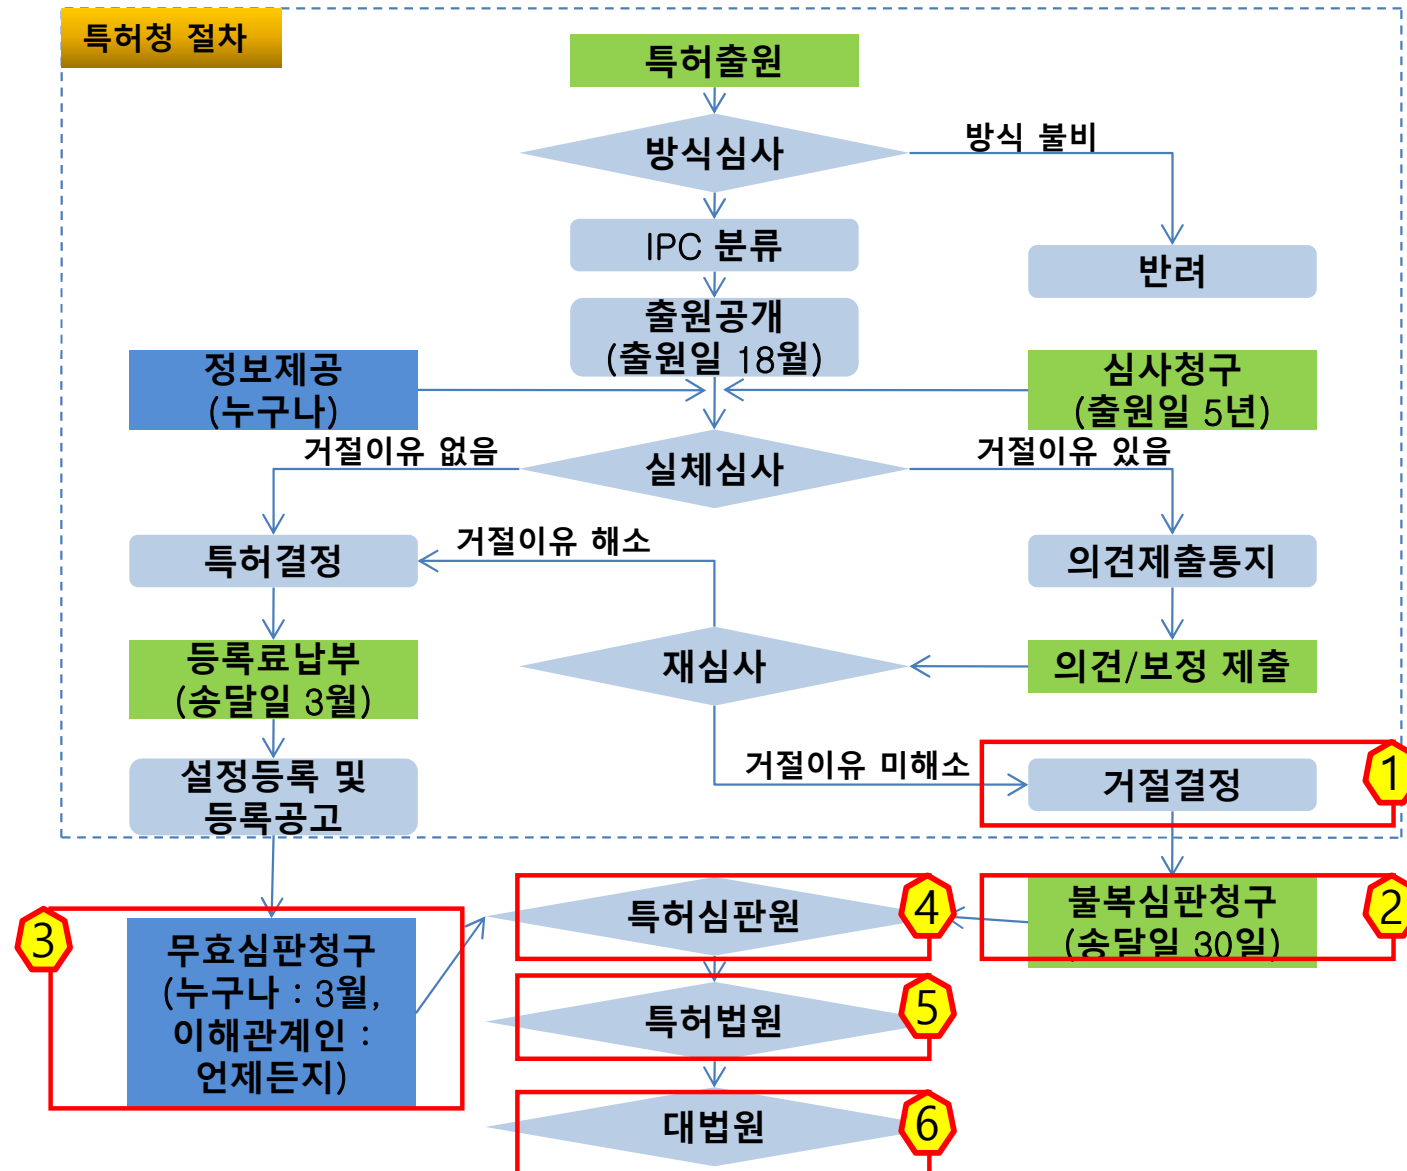 특허청 절차
특허출원
방식심사
방식 불비
IPC 분류
반려
출원공개
(출원일 18월)
정보제공
(누구나)
심사청구
(출원일 5년)
거절이유 없음
실체심사
거절이유 있음
특허결정
거절이유 해소
의견제출통지
등록료납부
(송달일 3월)
재심사
의견/보정 제출
설정등록 및
등록공고
거절이유 미해소
거절결정
1
불복심판청구
(송달일 30일)
2
특허심판원
4
3
무효심판청구
(누구나 : 3월,
이해관계인 :
언제든지)
특허법원
5
대법원
6